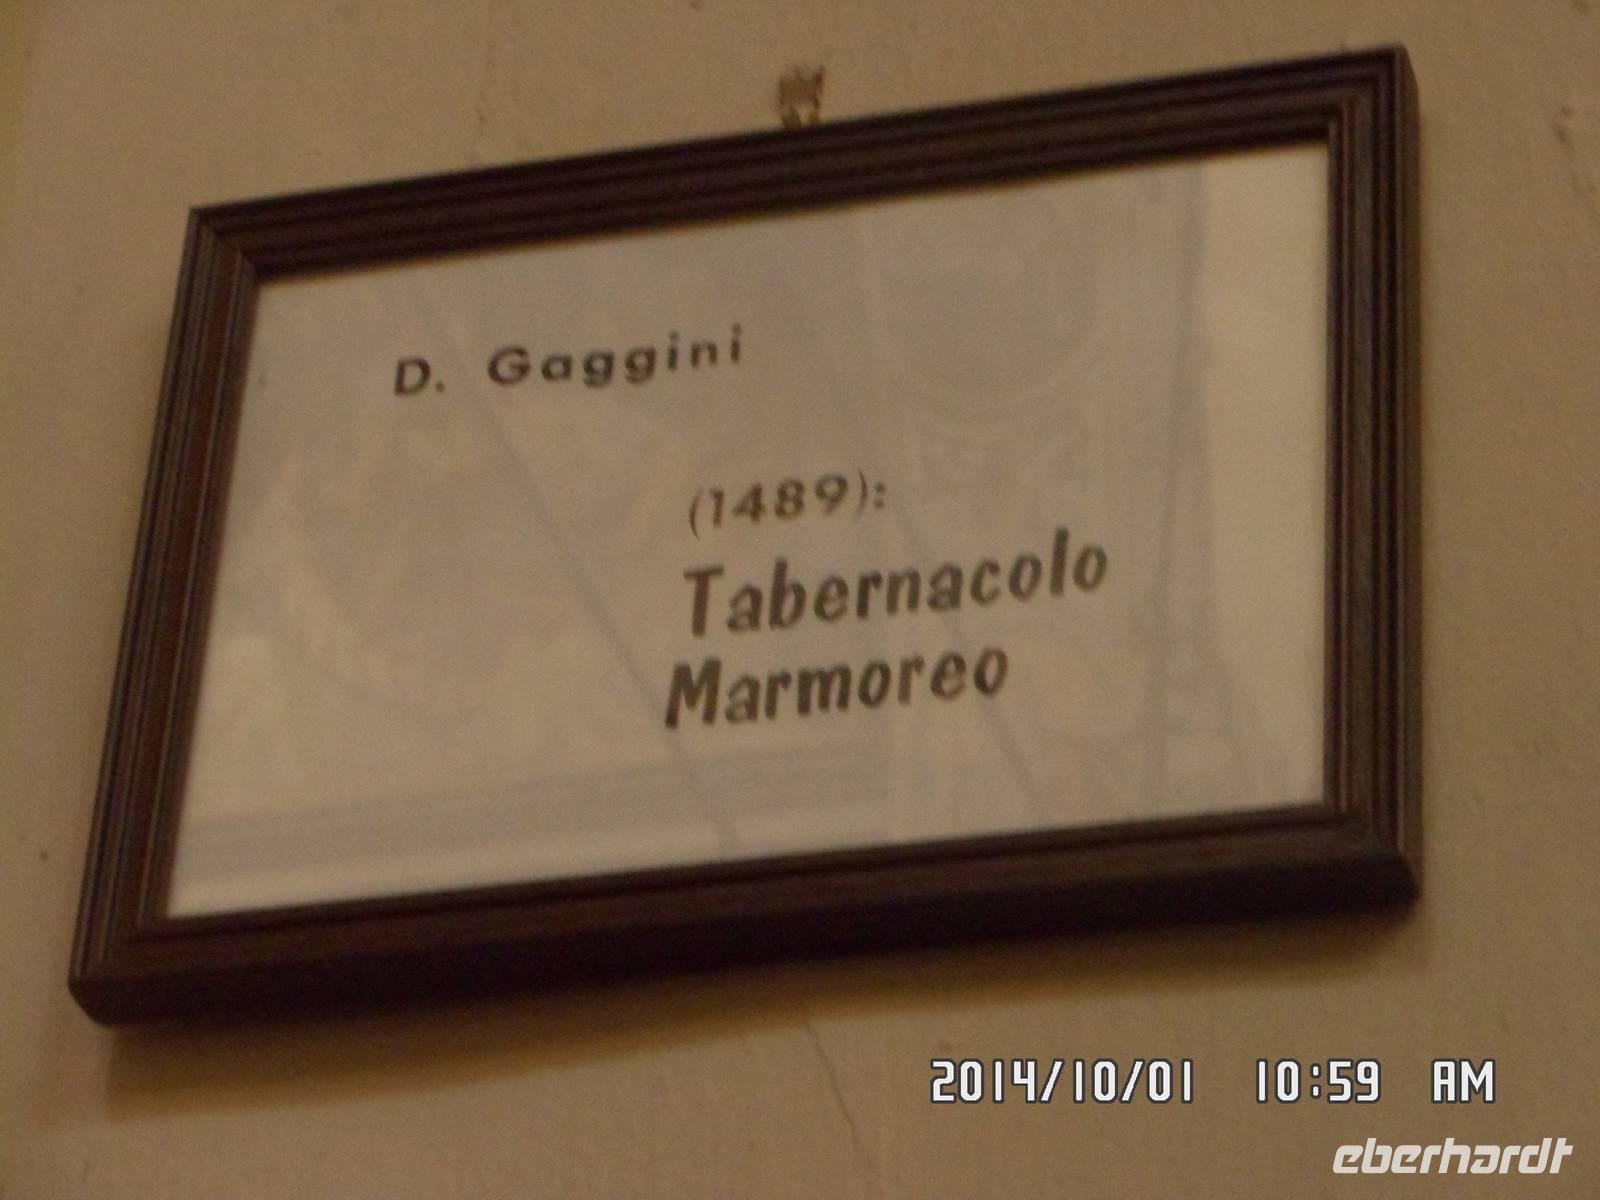 D. Gaggini
(1489):
Tabernacolo
Marmoreo
2014/10/01 10:59 AM
eberhardt